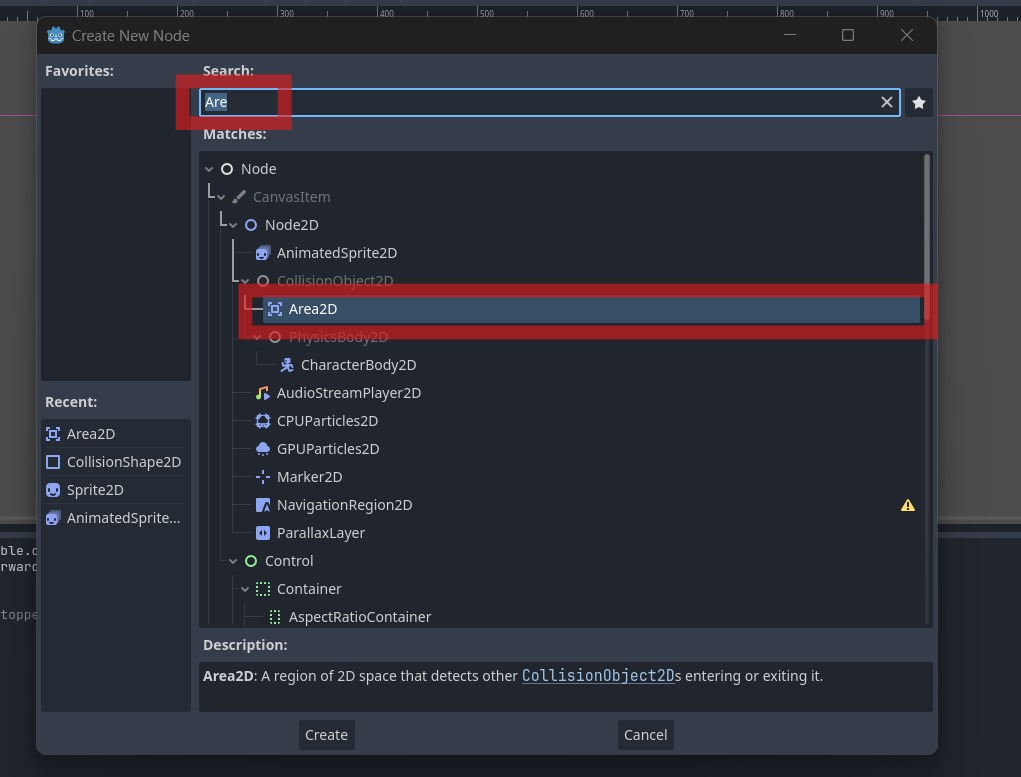 100 200 300 400 500 600 700 800 900 1000
Create New Node
Favorites:
Search:
Are
Matches:
Node
CanvasItem
Node2D
AnimatedSprite2D
CollisionObject2D
Area2D
PhysicsBody2D
CharacterBody2D
AudioStreamPlayer2D
CPUParticles2D
GPUParticles2D
Marker2D
NavigationRegion2D
ParallaxLayer
Control
Container
AspectRatioContainer
Recent:
Area2D
CollisionShape2D
Sprite2D
AnimatedSprite...
Description:
Area2D: A region of 2D space that detects other CollisionObject2Ds entering or exiting it.
Create
Cancel
ble.
rward
toppe